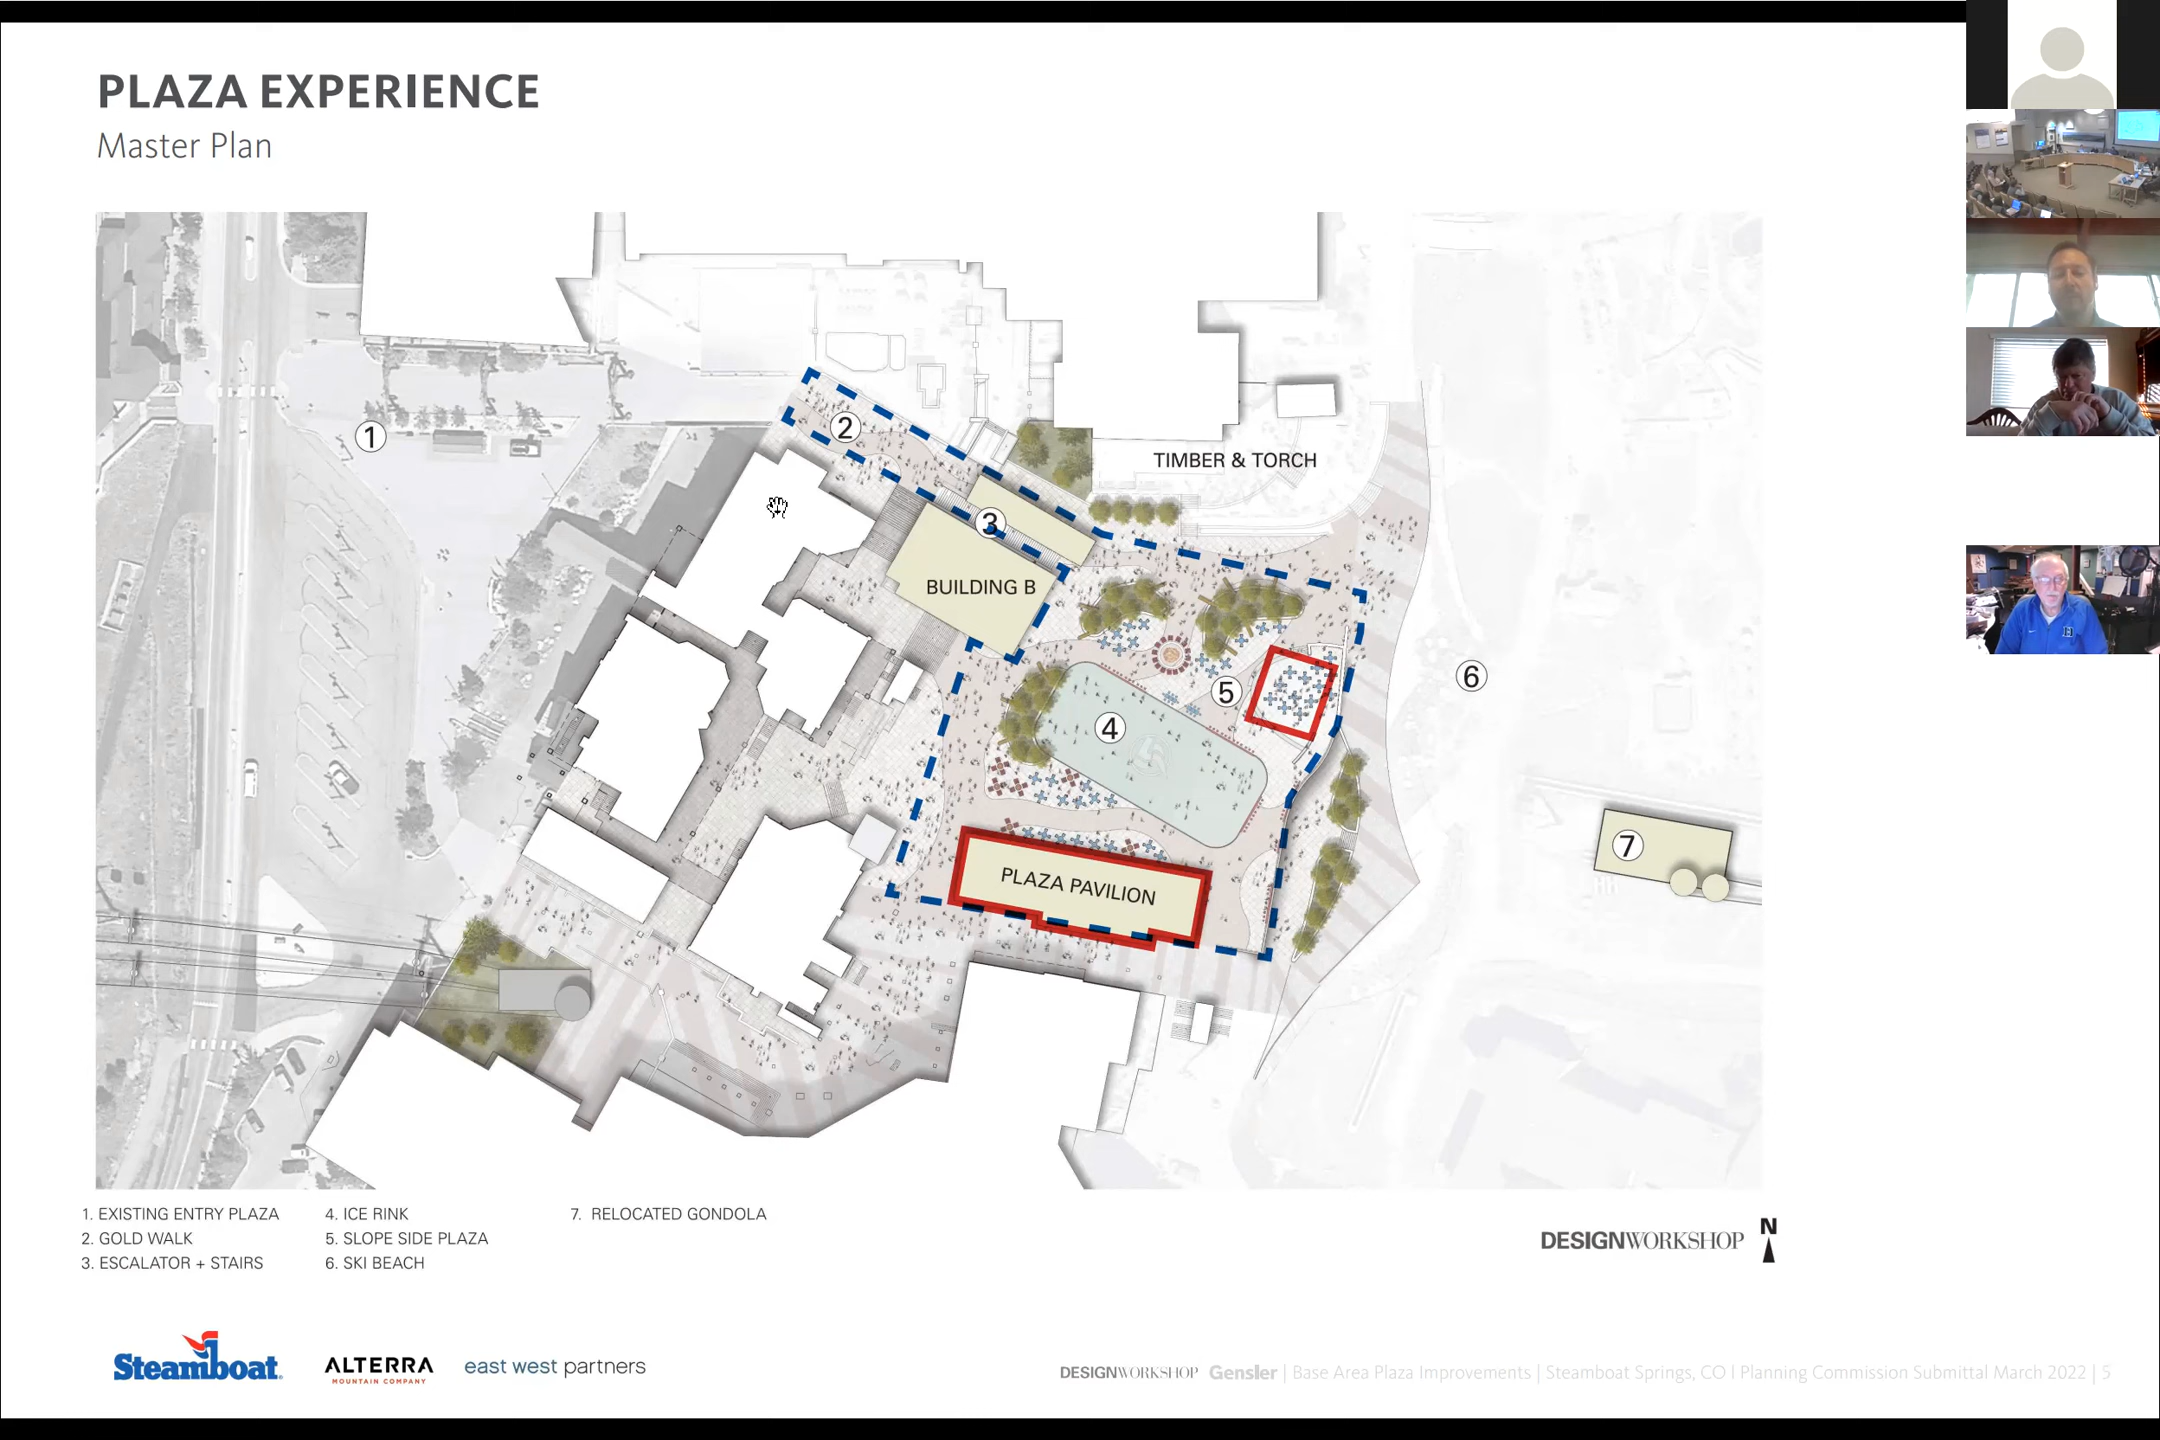 PLAZA EXPERIENCE
Master Plan
1
2
TIMBER & TORCH
3
BUILDING B
5
6
4
7
PLAZA PAVILION
1. EXISTING ENTRY PLAZA
2. GOLD WALK
3. ESCALATOR + STAIRS
4. ICE RINK
5. SLOPE SIDE PLAZA
6. SKI BEACH
7. RELOCATED GONDOLA
DESIGNWORKSHOP
N
Steamboat
ALTERRA
MOUNTAIN COMPANY
east west partners
DESIGNWORKSHOP Gensler | Base Area Plaza Improvements | Steamboat Springs, CO | Planning Commission Submittal March 2022 | 5